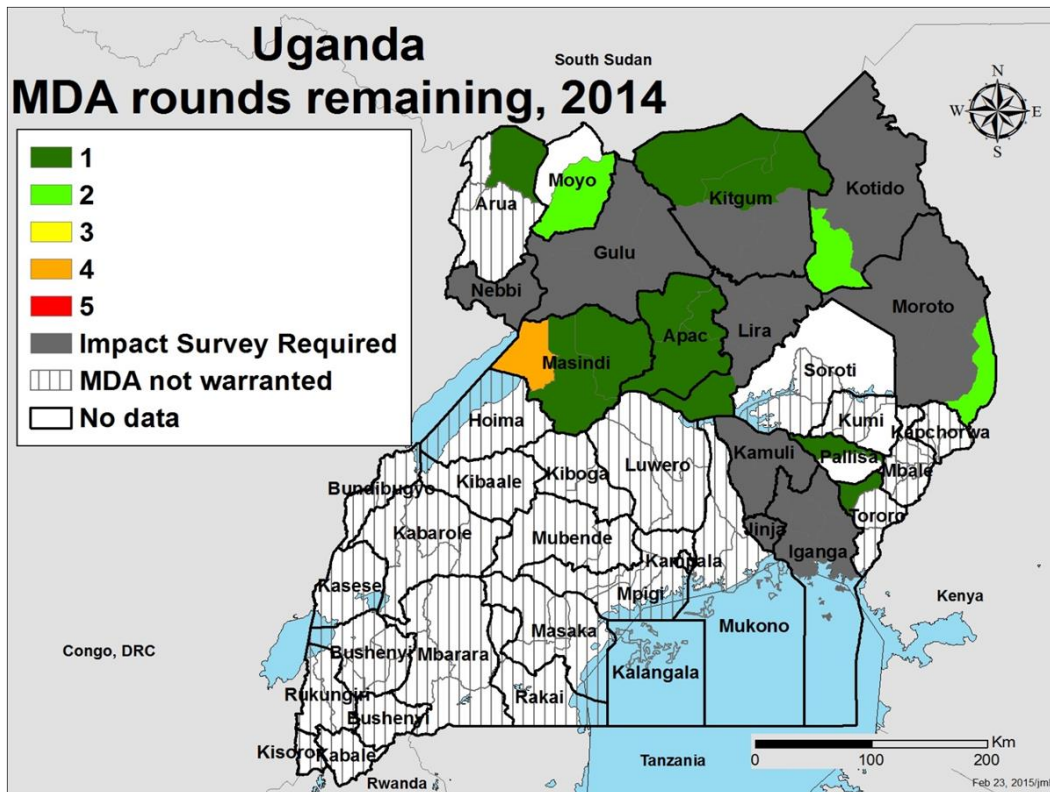 Uganda
South Sudan
MDA rounds remaining, 2014
N
W E
S
1
2
3
4
5
Impact Survey Required
MDA not warranted
No data
Moyo
Arua
Kitgum
Kotido
Gulu
Nebbi
Moroto
Apac
Lira
Masindi
Soroti
Hoima
Kumi
Kapchorwa
Kamuli
Pallisa
Mbale
Luwero
Kiboga
Kibaale
Bundibugyo
Tororo
Jinja
Kabarole
Mubende
Iganga
Kampala
Kasese
Mpigi
Kenya
Masaka
Mukono
Congo, DRC
Bushenyi
Mbarara
Kalangala
Rukungiri
Rakai
Bushenyi
Kisoro
Kabale
Km
0 100 200
Tanzania
Rwanda
Feb 23, 2015/jml